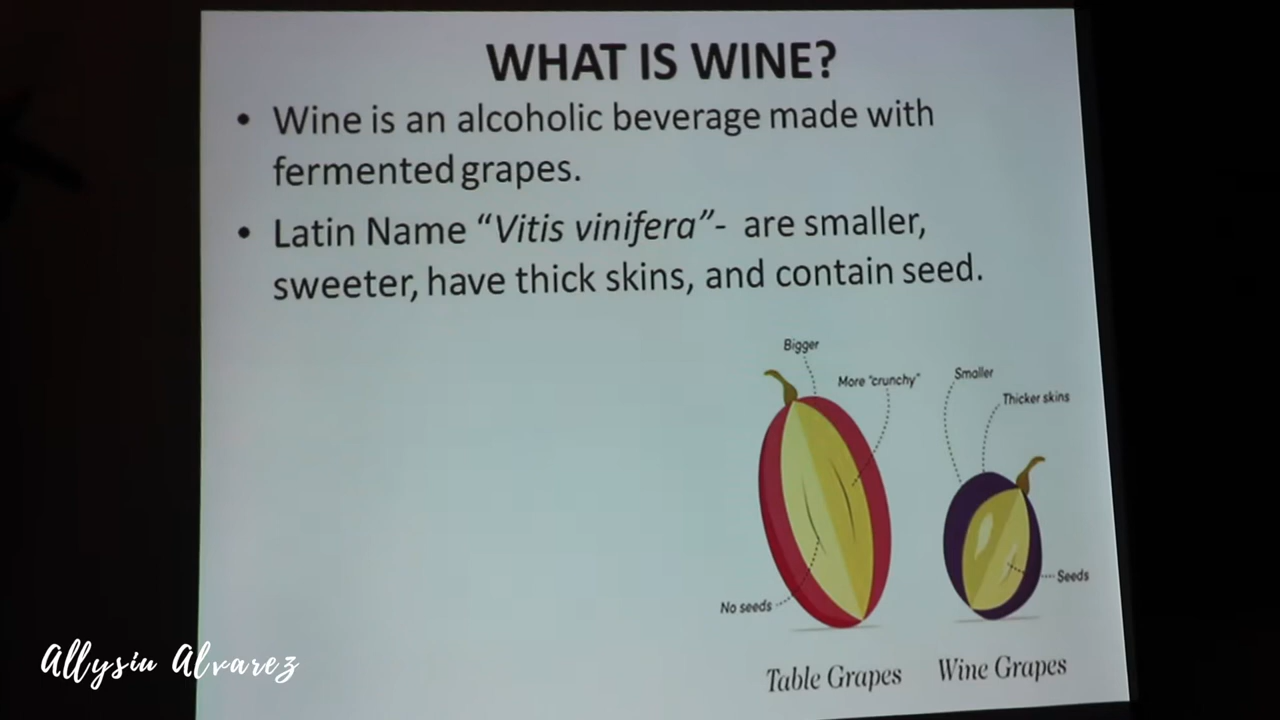 WHAT IS WINE?
• Wine is an alcoholic beverage made with
fermented grapes.
• Latin Name “Vitis vinifera”- are smaller,
sweeter, have thick skins, and contain seed.
Bigger
More "crunchy"
Smaller
Thicker skins
No seeds
Seeds
Table Grapes
Wine Grapes
Allysiu Alvarez